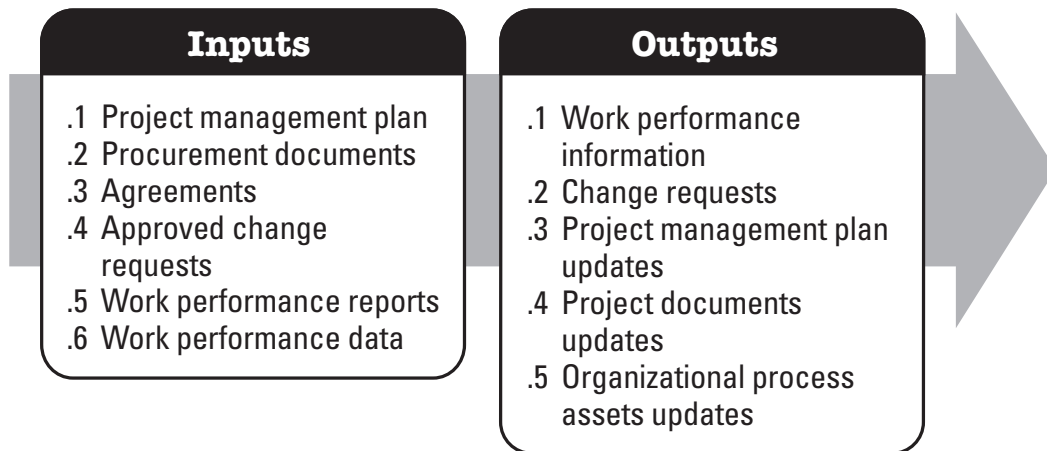 Inputs
.1 Project management plan
.2 Procurement documents
.3 Agreements
.4 Approved change
requests
.5 Work performance reports
.6 Work performance data
Outputs
.1 Work performance
information
.2 Change requests
.3 Project management plan
updates
.4 Project documents
updates
.5 Organizational process
assets updates